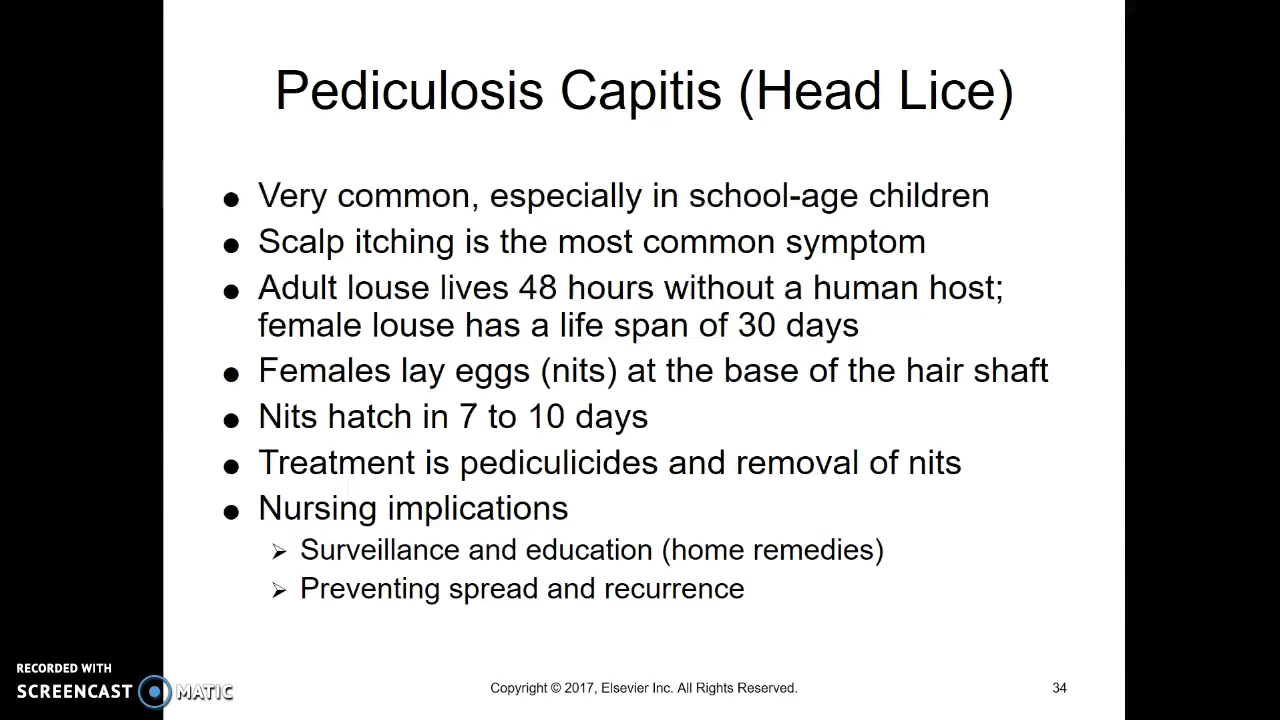 Pediculosis Capitis (Head Lice)
● Very common, especially in school-age children
● Scalp itching is the most common symptom
● Adult louse lives 48 hours without a human host;
female louse has a life span of 30 days
● Females lay eggs (nits) at the base of the hair shaft
● Nits hatch in 7 to 10 days
● Treatment is pediculicides and removal of nits
● Nursing implications
➢ Surveillance and education (home remedies)
➢ Preventing spread and recurrence
RECORDED WITH
SCREENCAST MATIC
Copyright © 2017, Elsevier Inc. All Rights Reserved.
34